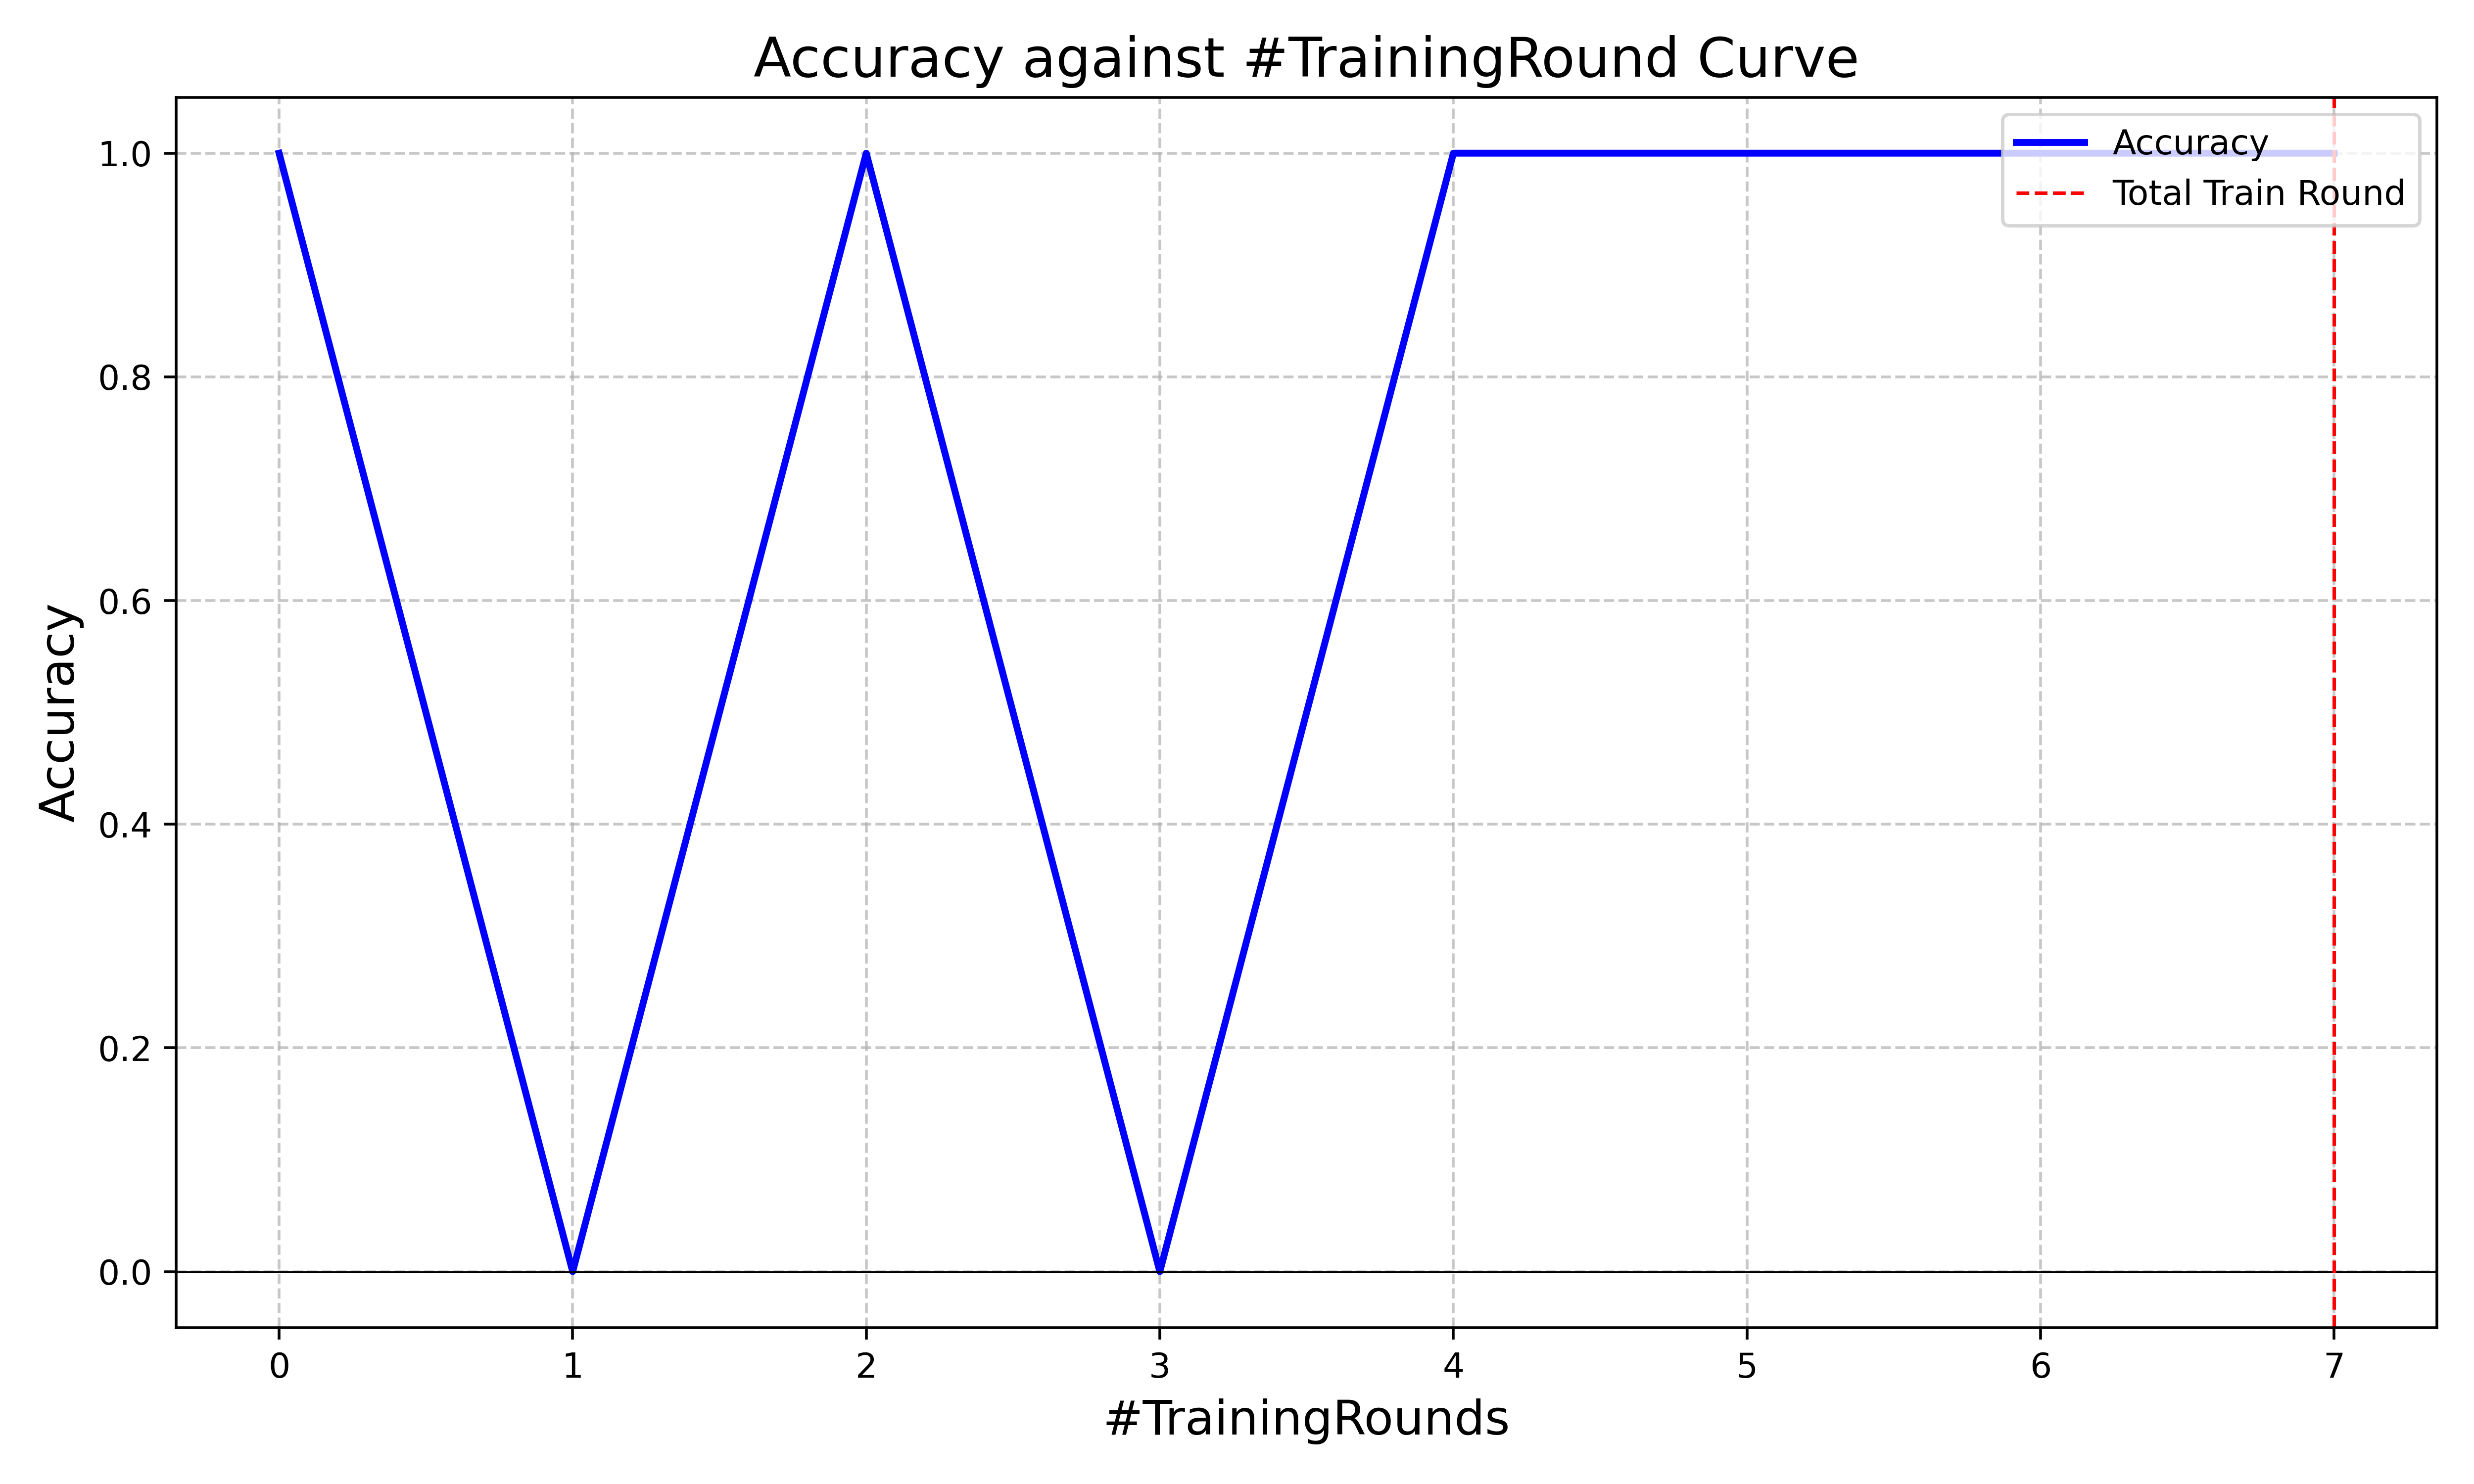 Accuracy against #TrainingRound Curve
Accuracy
Total Train Round
1.0
0.8
0.6
0.4
0.2
0.0
Accuracy
0 1 2 3 4 5 6 7
#TrainingRounds